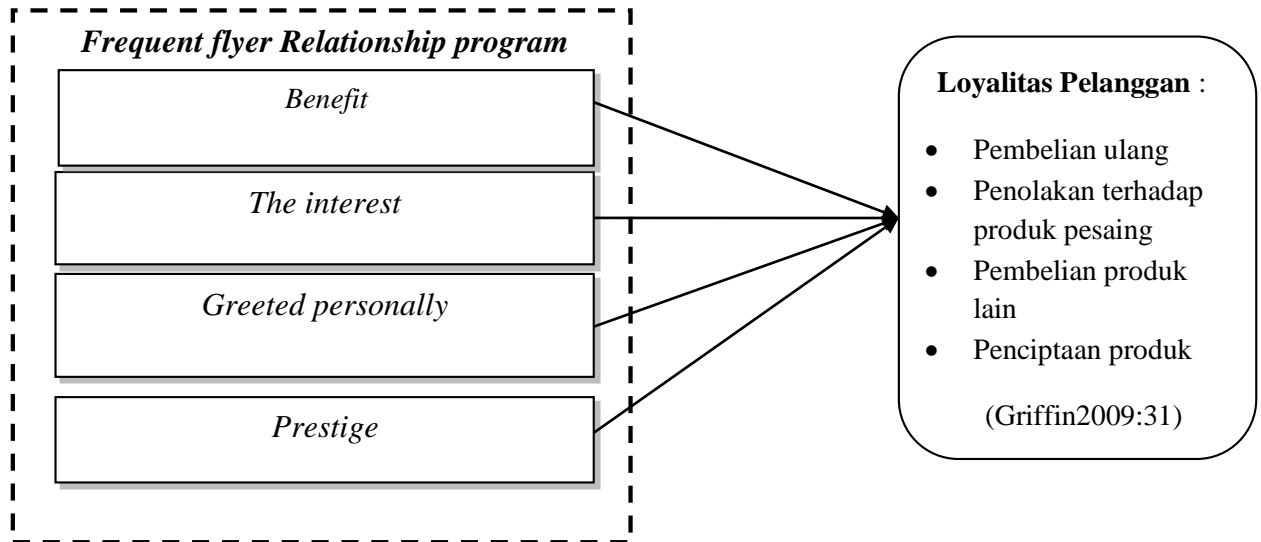 Frequent flyer Relationship program
Benefit
The interest
Greeted personally
Prestige
Loyalitas Pelanggan :
• Pembelian ulang
• Penolakan terhadap
produk pesaing
• Pembelian produk
lain
• Penciptaan produk
(Griffin2009:31)